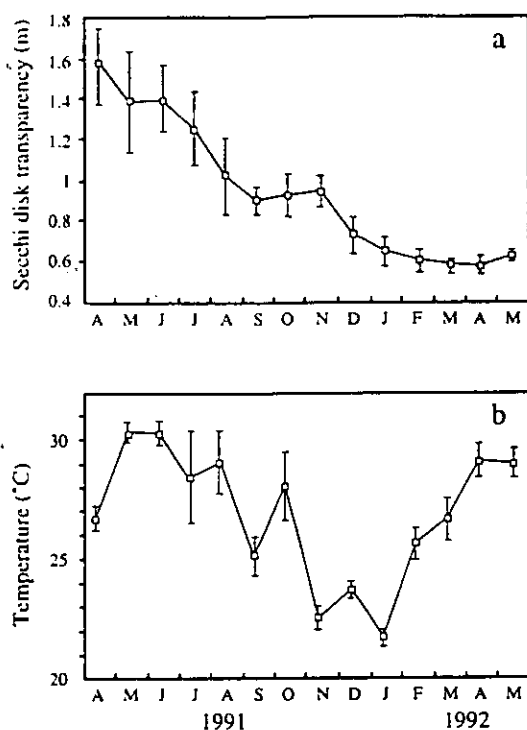 1.8
a
1.6
1.4
1.2
1
0.8
0.6
0.4
Secchi disk transparency (m)
A M J J A S O N D J F M A M
b
30
25
20
Temperature (°C)
A M J J A S O N D J F M A M
1991 1992